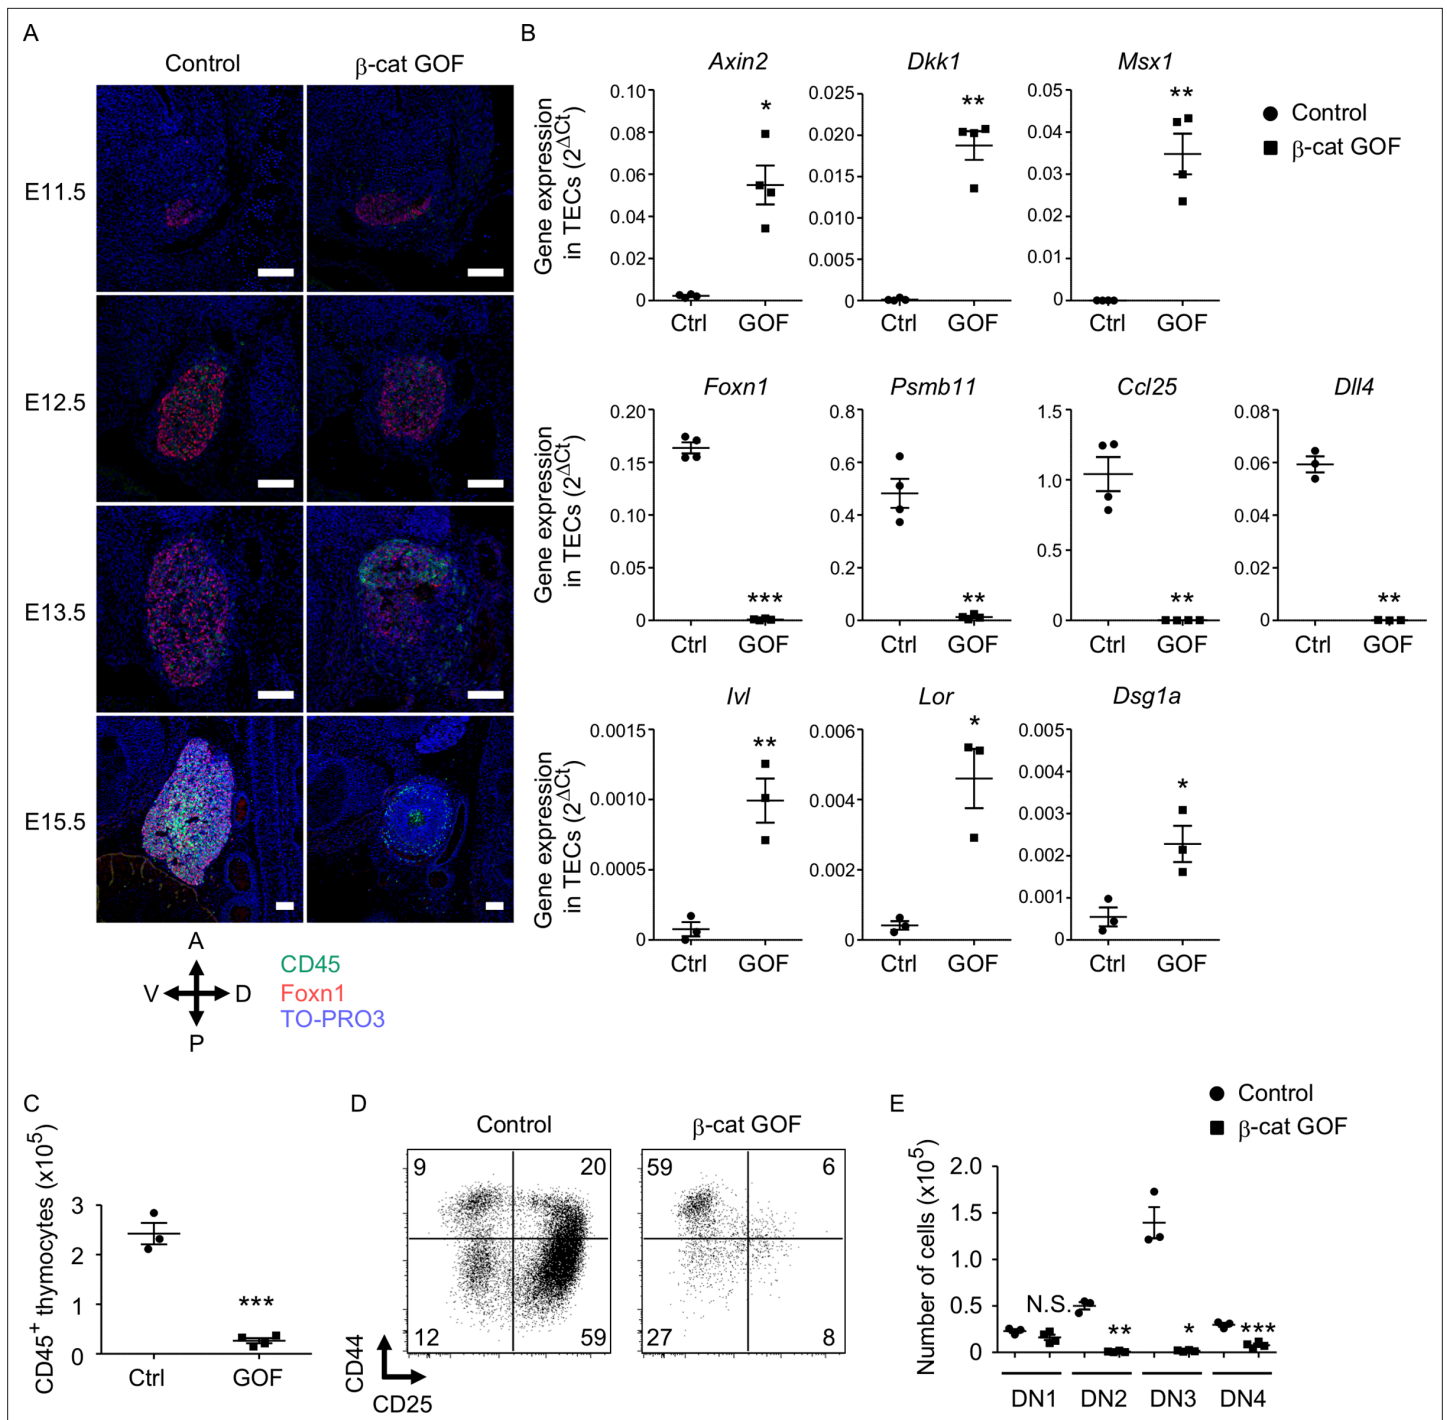 A
Control
β-cat GOF
E11.5
E12.5
E13.5
E15.5
A
V
D
P
CD45
Foxn1
TO-PRO3
B
Axin2
Dkk1
Msx1
Control
β-cat GOF
Gene expression
in TECs (2^ΔCt)
0.10
0.08
0.06
0.04
0.02
0
*
Ctrl
GOF
0.025
0.020
0.015
0.010
0.005
0
**
Ctrl
GOF
0.05
0.04
0.03
0.02
0.01
0
**
Ctrl
GOF
Foxn1
Psmb11
Ccl25
Dll4
Gene expression
in TECs (2^ΔCt)
0.20
0.15
0.10
0.05
0
***
Ctrl
GOF
0.8
0.6
0.4
0.2
0
**
Ctrl
GOF
1.5
1.0
0.5
0
**
Ctrl
GOF
0.08
0.06
0.04
0.02
0
**
Ctrl
GOF
Ivl
Lor
Dsg1a
Gene expression
in TECs (2^ΔCt)
0.0015
0.0010
0.0005
0
**
Ctrl
GOF
0.006
0.004
0.002
0
*
Ctrl
GOF
0.005
0.004
0.003
0.002
0.001
0
*
Ctrl
GOF
C
CD45+ thymocytes (x10^5)
3
2
1
0
***
Ctrl
GOF
D
Control
β-cat GOF
9
20
12
59
59
6
27
8
CD44
CD25
E
Control
β-cat GOF
Number of cells (x10^5)
2.0
1.5
1.0
0.5
0
N.S.
**
*
***
DN1
DN2
DN3
DN4